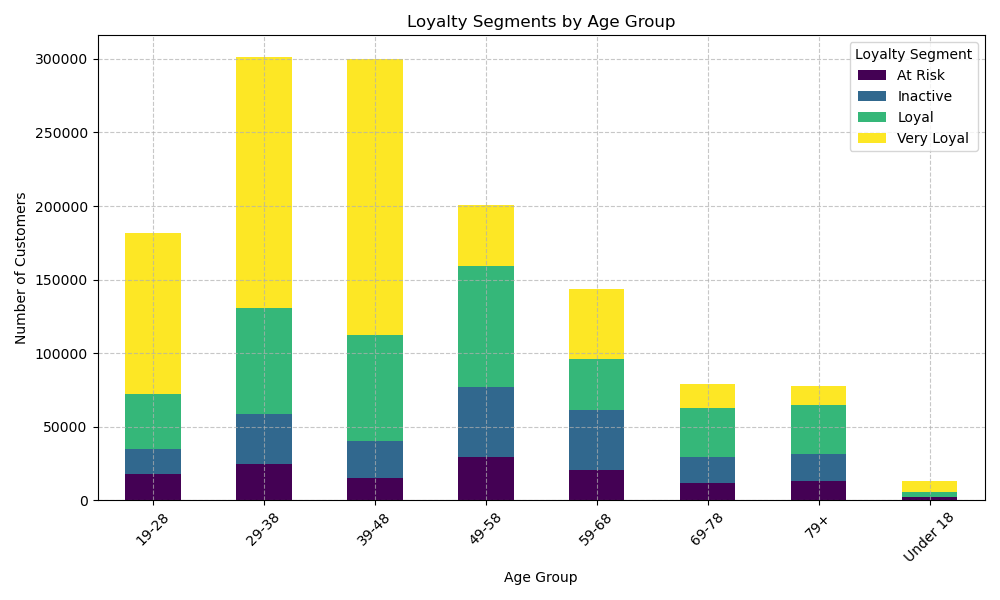 Loyalty Segments by Age Group
Loyalty Segment
At Risk
Inactive
Loyal
Very Loyal
Number of Customers
300000
250000
200000
150000
100000
50000
0
19-28
29-38
39-48
49-58
59-68
69-78
79+
Under 18
Age Group